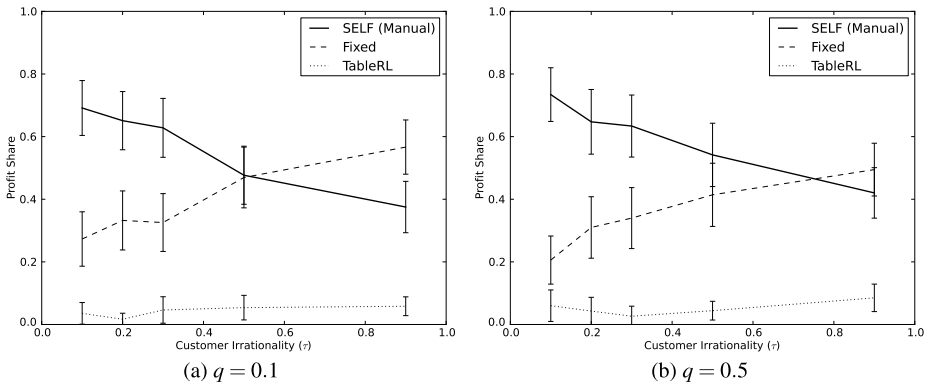 1.0
0.8
0.6
0.4
0.2
0.0
Profit Share
SELF (Manual)
Fixed
TableRL
0.0 0.2 0.4 0.6 0.8 1.0
Customer Irrationality (τ)
(a) q = 0.1
1.0
0.8
0.6
0.4
0.2
0.0
Profit Share
SELF (Manual)
Fixed
TableRL
0.0 0.2 0.4 0.6 0.8 1.0
Customer Irrationality (τ)
(b) q = 0.5